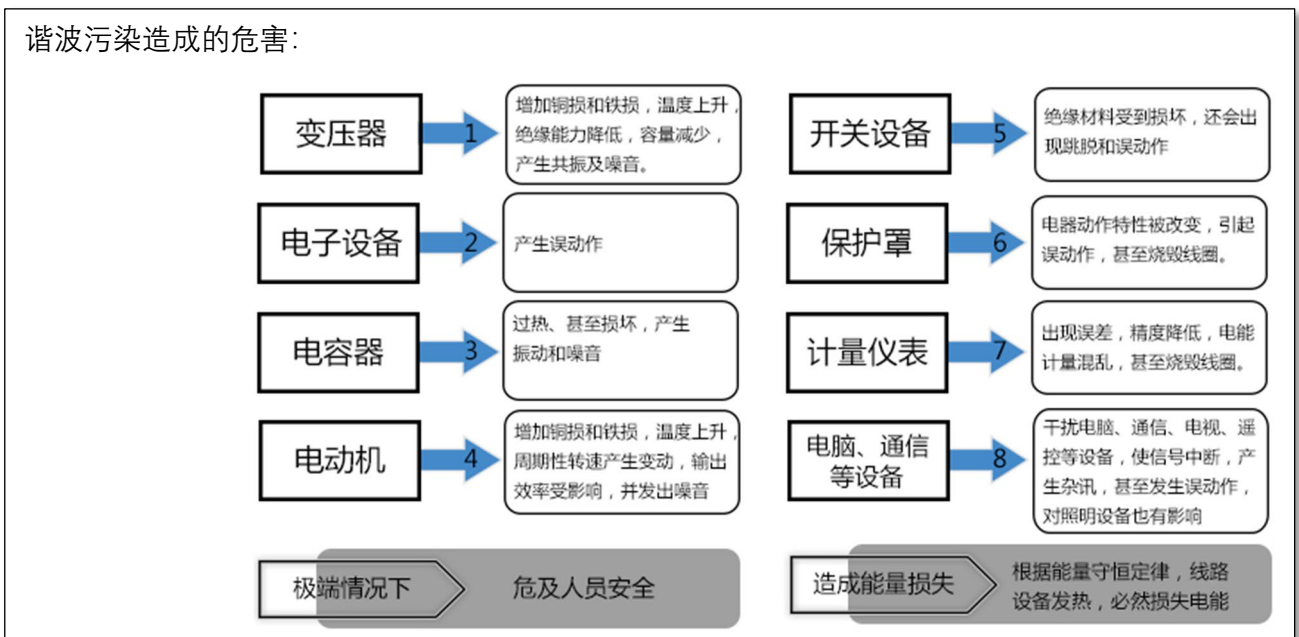 谐波污染造成的危害:
变压器
1
增加铜损和铁损，温度上升，
绝缘能力降低，容量减少，
产生共振及噪音。
电子设备
2
产生误动作
电容器
3
过热、甚至损坏，产生
振动和噪音
电动机
4
增加铜损和铁损，温度上升，
周期性转速产生变动，输出
效率受影响，并发出噪音
开关设备
5
绝缘材料受到损坏，还会出
现跳脱和误动作
保护罩
6
电器动作特性被改变，引起
误动作，甚至烧毁线圈。
计量仪表
7
出现误差，精度降低，电能
计量混乱，甚至烧毁线圈。
电脑、通信
等设备
8
干扰电脑、通信、电视、遥
控等设备，使信号中断，产
生杂讯，甚至发生误动作，
对照明设备也有影响
极端情况下
危及人员安全
造成能量损失
根据能量守恒定律，线路
设备发热，必然损失电能